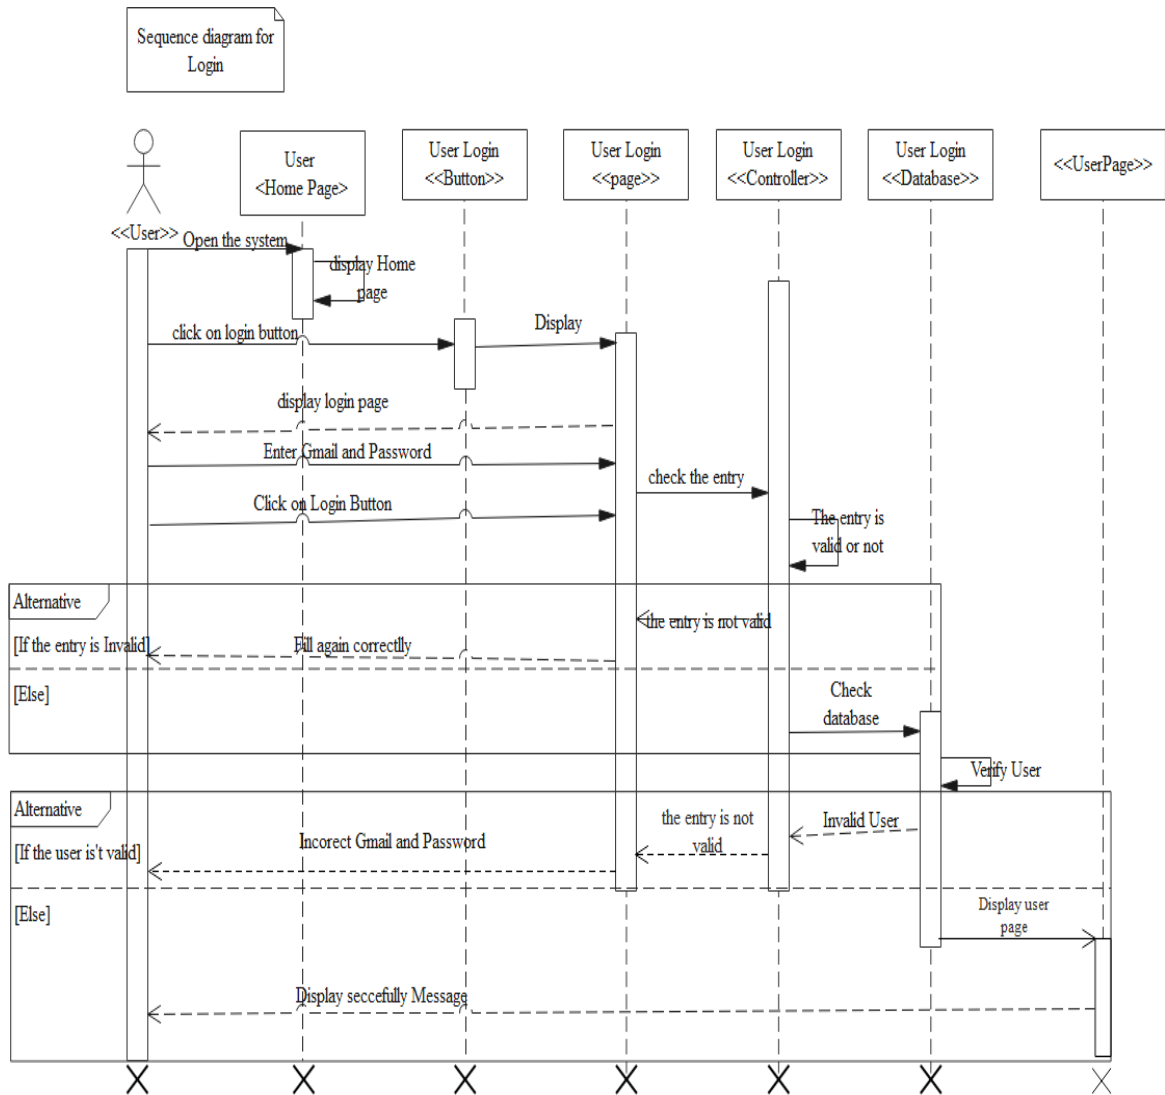 Sequence diagram for
Login
User
<Home Page>
User Login
<<Button>>
User Login
<<page>>
User Login
<<Controller>>
User Login
<<Database>>
<<UserPage>>
<<User>>
Open the system
display Home
page
click on login button
Display
display login page
Enter Gmail and Password
check the entry
Click on Login Button
The entry is
valid or not
Alternative
the entry is not valid
[If the entry is Invalid]
Fill again correctlly
[Else]
Check
database
Verify User
Alternative
the entry is not
valid
Invalid User
Incorect Gmail and Password
[If the user is't valid]
[Else]
Display user
page
Display seccefully Message